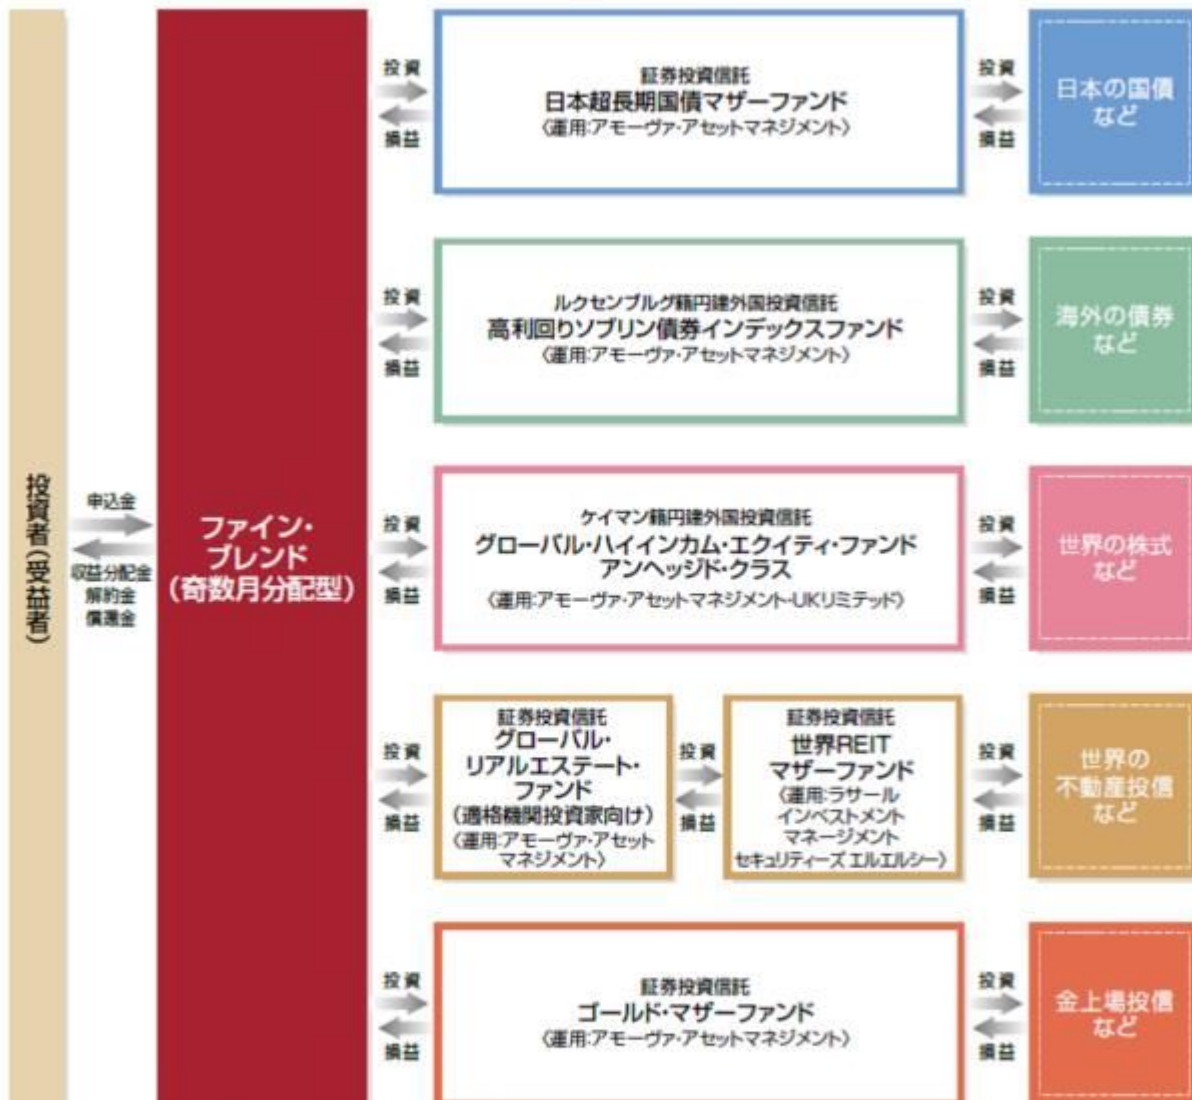 投資者(受益者)
申込金
収益分配金
解約金
償還金
ファイン・
ブレンド
(奇数月分配型)
投資
損益
証券投資信託
日本超長期国債マザーファンド
〈運用:アモーヴァ・アセットマネジメント〉
投資
損益
日本の国債
など
投資
損益
ルクセンブルグ籍円建外国投資信託
高利回りソブリン債券インデックスファンド
〈運用:アモーヴァ・アセットマネジメント〉
投資
損益
海外の債券
など
投資
損益
ケイマン籍円建外国投資信託
グローバル・ハイインカム・エクイティ・ファンド
アンヘッジド・クラス
〈運用:アモーヴァ・アセットマネジメント・UKリミテッド〉
投資
損益
世界の株式
など
投資
損益
証券投資信託
グローバル・
リアルエステート・
ファンド
(適格機関投資家向け)
〈運用:アモーヴァ・アセット
マネジメント〉
投資
損益
証券投資信託
世界REIT
マザーファンド
〈運用:ラサール
インベストメント
マネージメント
セキュリティーズ エルエルシー〉
投資
損益
世界の
不動産投信
など
投資
損益
証券投資信託
ゴールド・マザーファンド
〈運用:アモーヴァ・アセットマネジメント〉
投資
損益
金上場投信
など